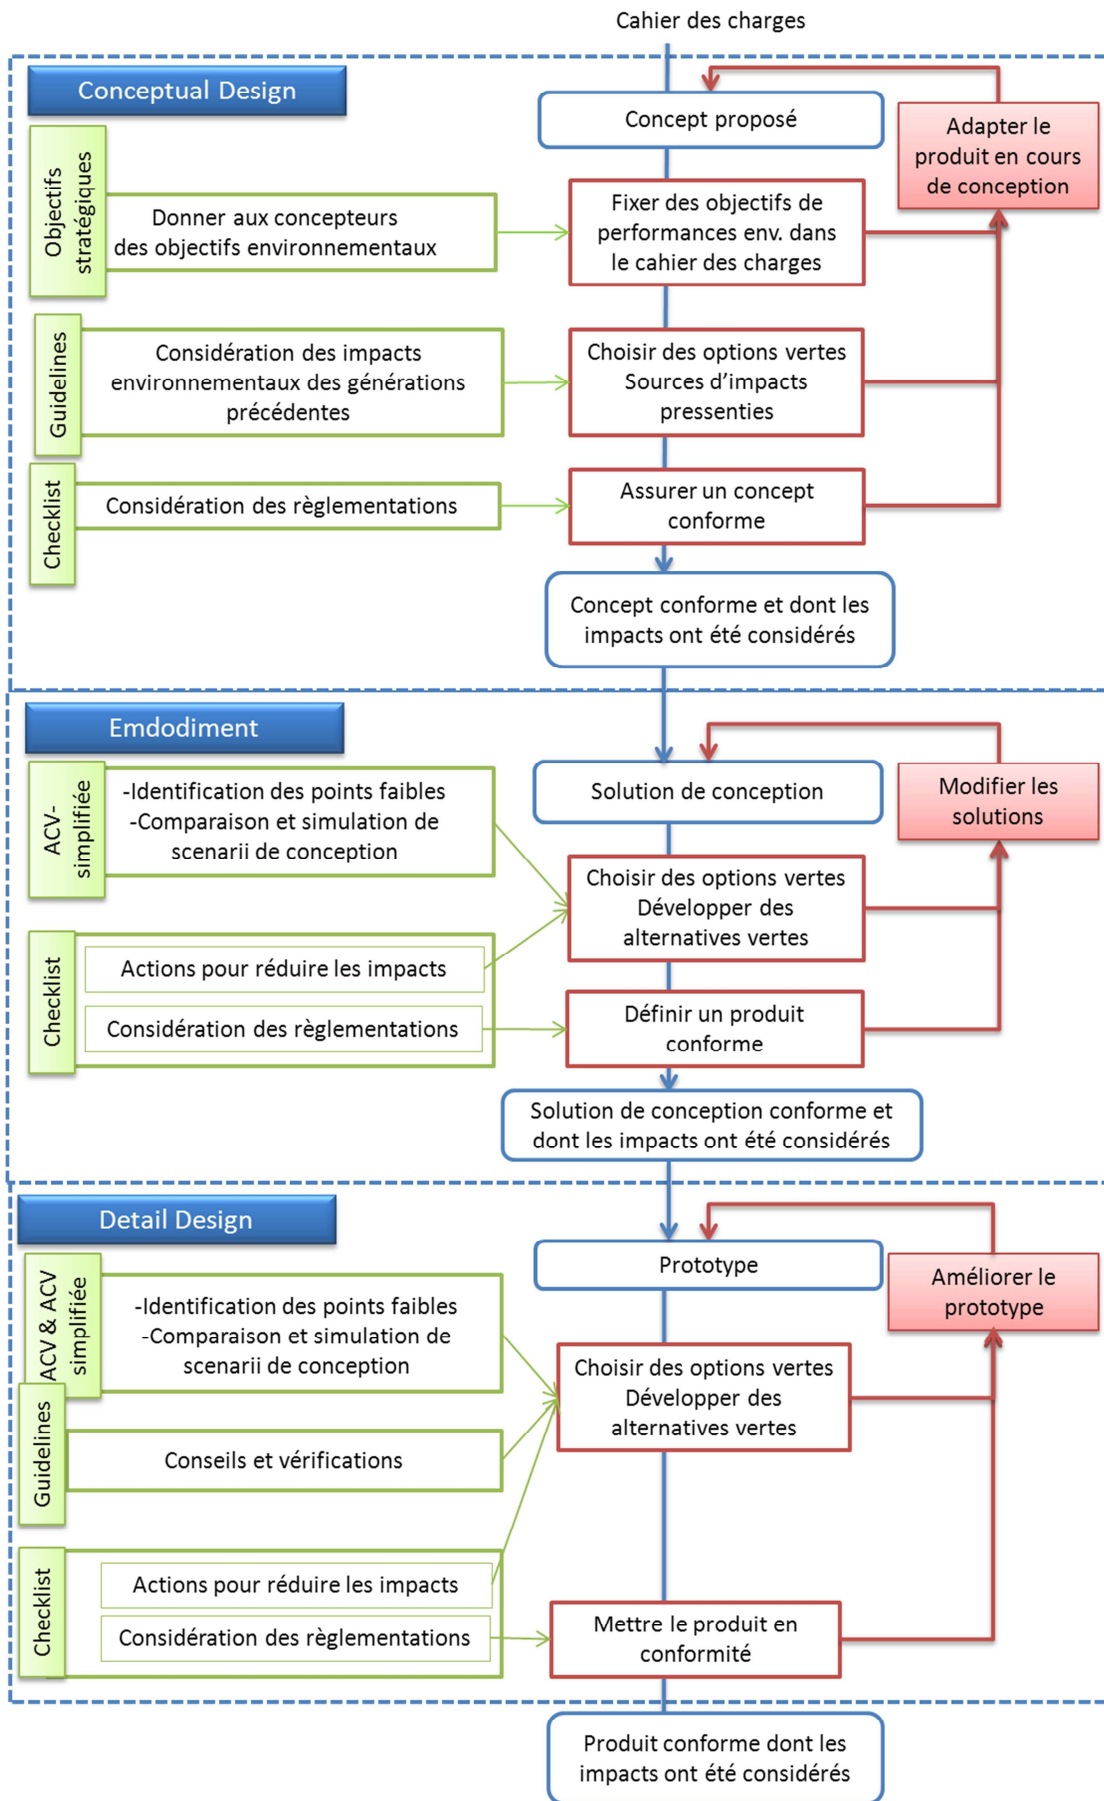 Cahier des charges
Conceptual Design
Concept proposé
Adapter le
produit en cours
de conception
Objectifs
stratégiques
Donner aux concepteurs
des objectifs environnementaux
Fixer des objectifs de
performances env. dans
le cahier des charges
Guidelines
Considération des impacts
environnementaux des générations
précédentes
Choisir des options vertes
Sources d'impacts
pressenties
Checklist
Considération des règlementations
Assurer un concept
conforme
Concept conforme et dont les
impacts ont été considérés
Emdodiment
Solution de conception
Modifier les
solutions
ACV-
simplifiée
-Identification des points faibles
-Comparaison et simulation de
scenarii de conception
Choisir des options vertes
Développer des
alternatives vertes
Checklist
Actions pour réduire les impacts
Considération des règlementations
Définir un produit
conforme
Solution de conception conforme et
dont les impacts ont été considérés
Detail Design
Prototype
Améliorer le
prototype
ACV & ACV
simplifiée
-Identification des points faibles
-Comparaison et simulation de
scenarii de conception
Choisir des options vertes
Développer des
alternatives vertes
Guidelines
Conseils et vérifications
Checklist
Actions pour réduire les impacts
Considération des règlementations
Mettre le produit en
conformité
Produit conforme dont les
impacts ont été considérés